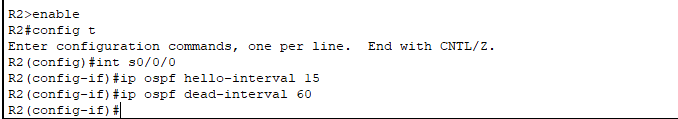 R2>enable
R2#config t
Enter configuration commands, one per line.  End with CNTL/Z.
R2(config)#int s0/0/0
R2(config-if)#ip ospf hello-interval 15
R2(config-if)#ip ospf dead-interval 60
R2(config-if)#